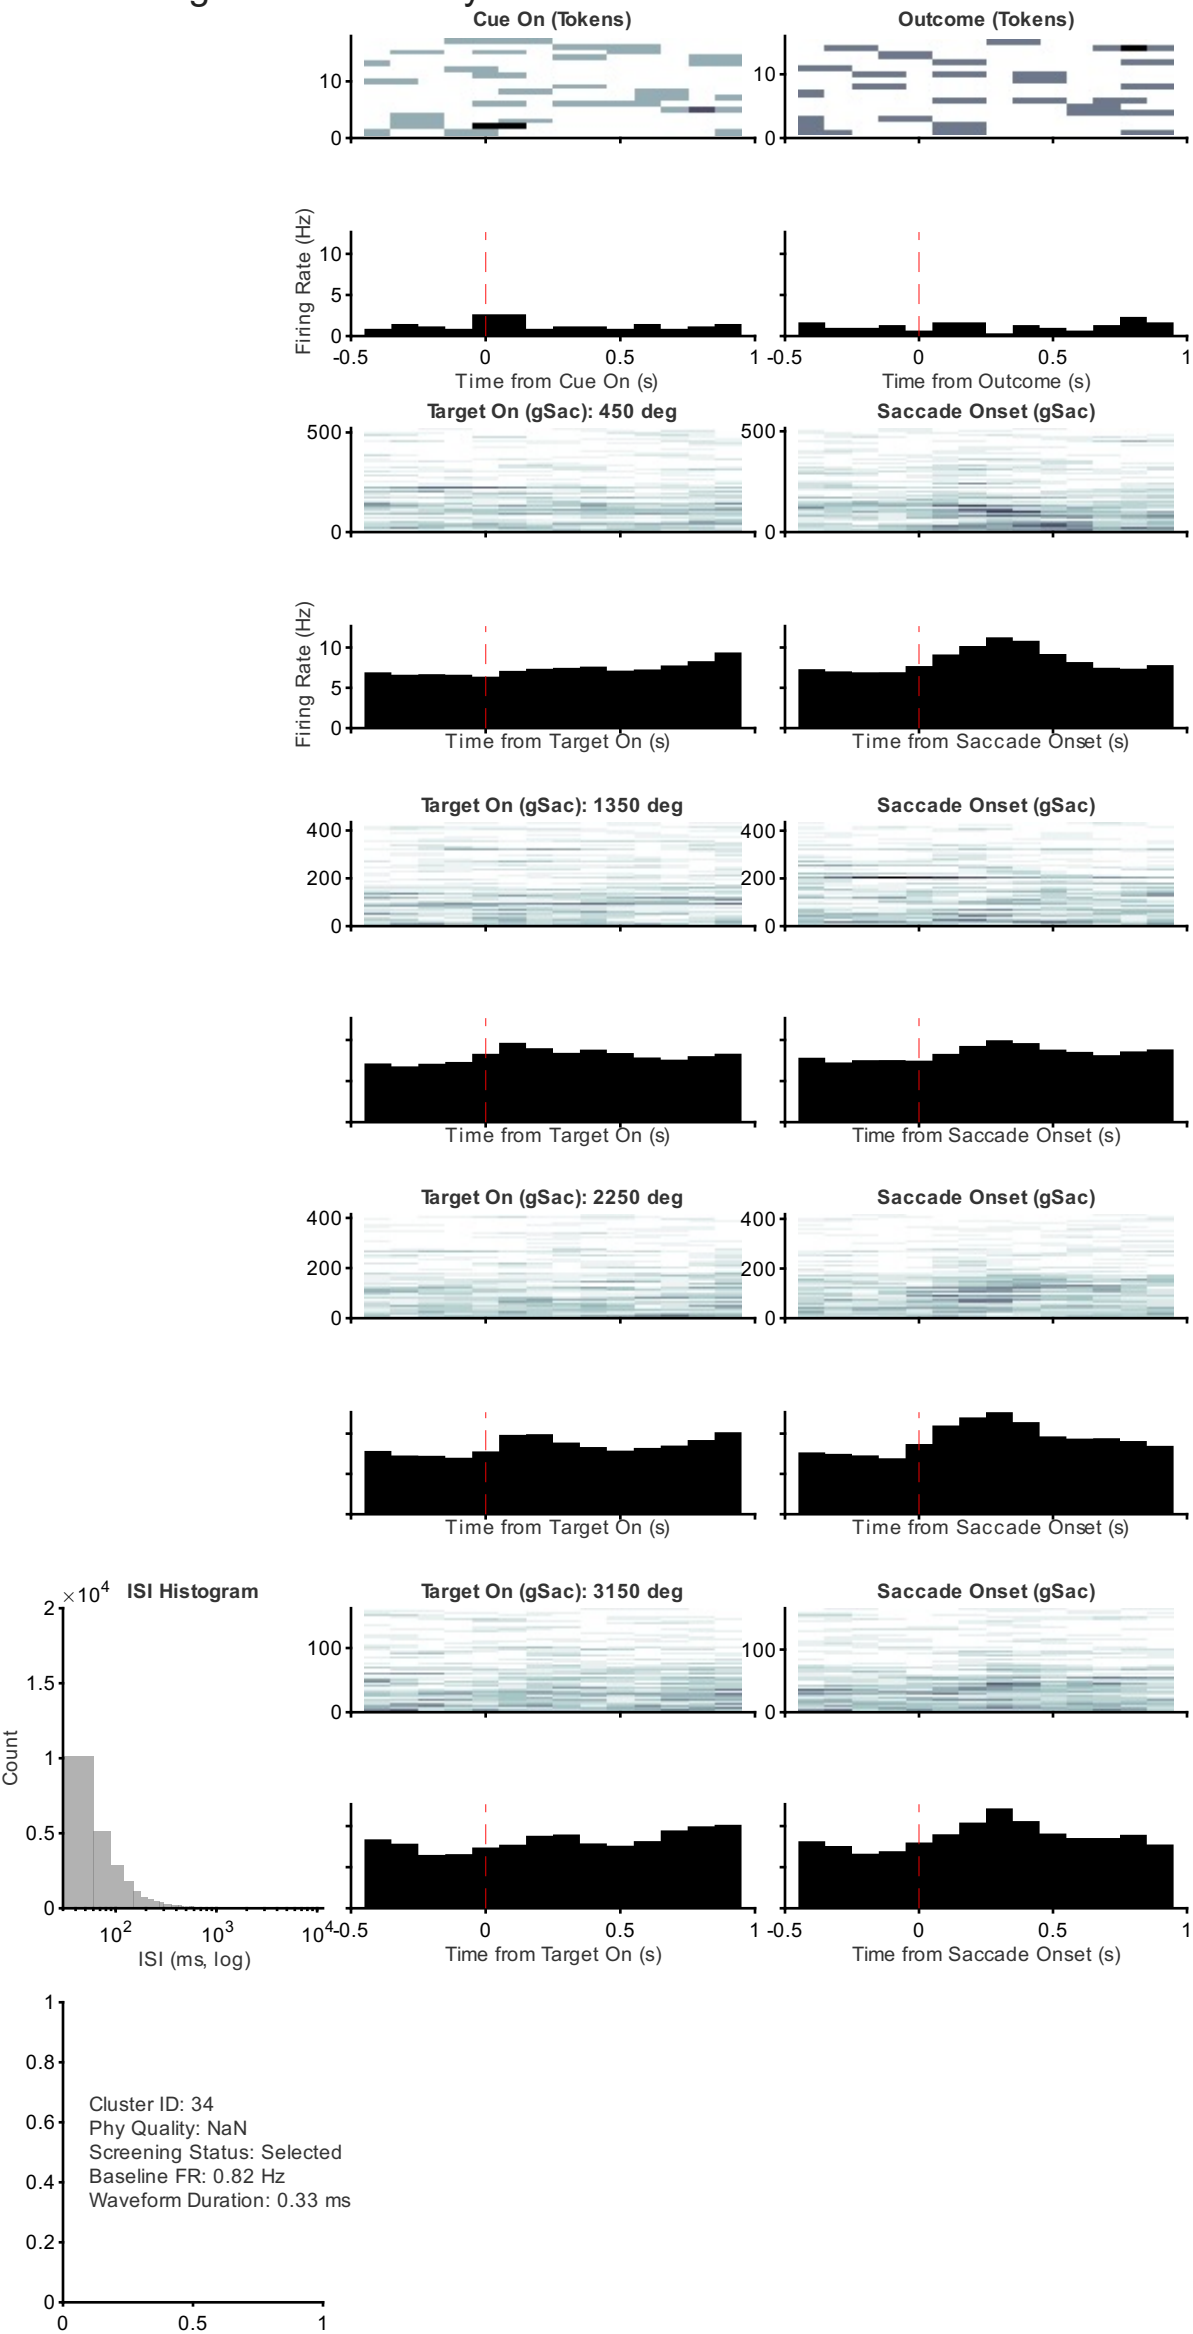 Cue On (Tokens)
Outcome (Tokens)
10
0
10
0
Firing Rate (Hz)
10
5
0
-0.5 0 0.5 1
Time from Cue On (s)
-0.5 0 0.5 1
Time from Outcome (s)
Target On (gSac): 450 deg
Saccade Onset (gSac)
500
0
500
0
Firing Rate (Hz)
10
5
0
Time from Target On (s)
Time from Saccade Onset (s)
Target On (gSac): 1350 deg
Saccade Onset (gSac)
400
200
0
400
200
0
Time from Target On (s)
Time from Saccade Onset (s)
Target On (gSac): 2250 deg
Saccade Onset (gSac)
400
200
0
400
200
0
Time from Target On (s)
Time from Saccade Onset (s)
ISI Histogram
×10⁴
2
1.5
1
0.5
0
Count
10² 10³ 10⁴
ISI (ms, log)
Target On (gSac): 3150 deg
Saccade Onset (gSac)
100
0
100
0
-0.5 0 0.5 1
Time from Target On (s)
-0.5 0 0.5 1
Time from Saccade Onset (s)
1
0.8
0.6
0.4
0.2
0
Cluster ID: 34
Phy Quality: NaN
Screening Status: Selected
Baseline FR: 0.82 Hz
Waveform Duration: 0.33 ms
0 0.5 1